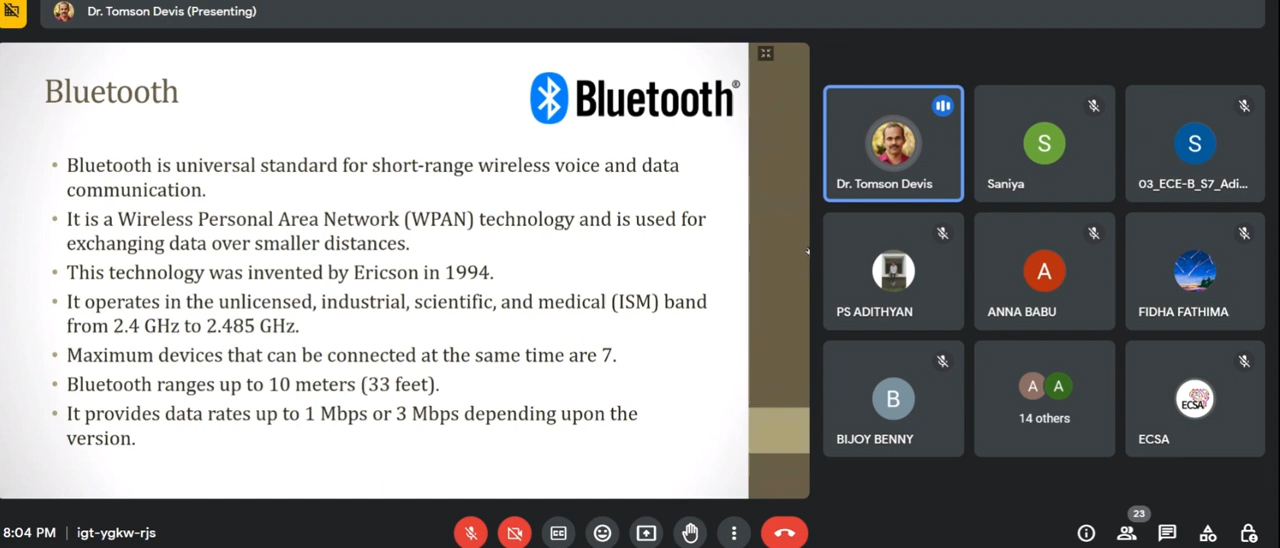 Dr. Tomson Devis (Presenting)
Bluetooth
Bluetooth®
• Bluetooth is universal standard for short-range wireless voice and data
communication.
• It is a Wireless Personal Area Network (WPAN) technology and is used for
exchanging data over smaller distances.
• This technology was invented by Ericson in 1994.
• It operates in the unlicensed, industrial, scientific, and medical (ISM) band
from 2.4 GHz to 2.485 GHz.
• Maximum devices that can be connected at the same time are 7.
• Bluetooth ranges up to 10 meters (33 feet).
• It provides data rates up to 1 Mbps or 3 Mbps depending upon the
version.
Dr. Tomson Devis
S
Saniya
S
03_ECE-B_S7_Adi...
PS ADITHYAN
A
ANNA BABU
FIDHA FATHIMA
B
BIJOY BENNY
A A
14 others
ECSA
ECSA
8:04 PM | igt-ygkw-rjs
CC
23